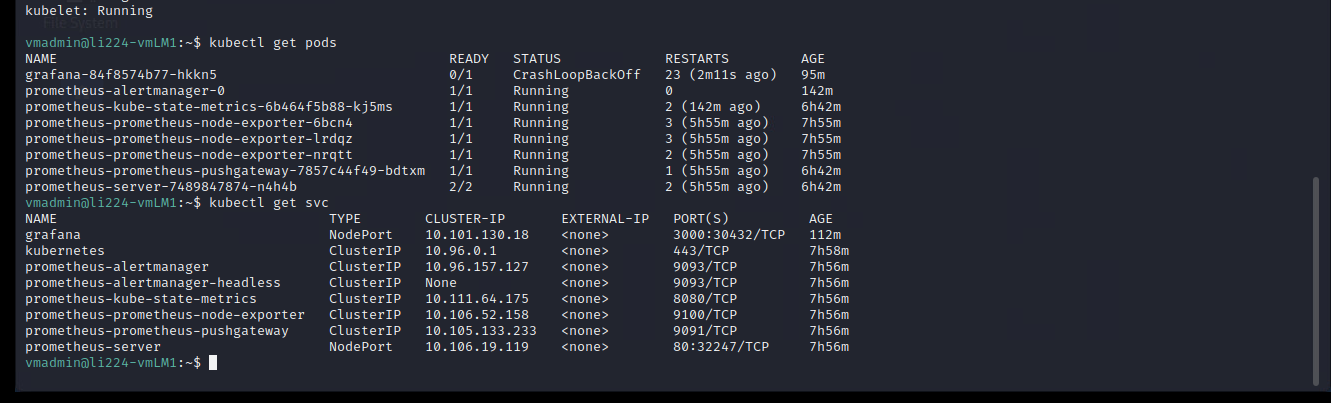 kubelet: Running
File System
vmadmin@li224-vmLM1:~$ kubectl get pods
NAME READY STATUS RESTARTS AGE
grafana-84f8574b77-hkkn5 0/1 CrashLoopBackOff 23 (2m11s ago) 95m
prometheus-alertmanager-0 1/1 Running 0 142m
prometheus-kube-state-metrics-6b464f5b88-kj5ms 1/1 Running 2 (142m ago) 6h42m
prometheus-prometheus-node-exporter-6bcn4 1/1 Running 3 (5h55m ago) 7h55m
prometheus-prometheus-node-exporter-lrdqz 1/1 Running 3 (5h55m ago) 7h55m
prometheus-prometheus-node-exporter-nrqtt 1/1 Running 2 (5h55m ago) 7h55m
prometheus-prometheus-pushgateway-7857c44f49-bdtxm 1/1 Running 1 (5h55m ago) 6h42m
prometheus-server-7489847874-n4h4b 2/2 Running 2 (5h55m ago) 6h42m
vmadmin@li224-vmLM1:~$ kubectl get svc
NAME TYPE CLUSTER-IP EXTERNAL-IP PORT(S) AGE
grafana NodePort 10.101.130.18 <none> 3000:30432/TCP 112m
kubernetes ClusterIP 10.96.0.1 <none> 443/TCP 7h58m
prometheus-alertmanager ClusterIP 10.96.157.127 <none> 9093/TCP 7h56m
prometheus-alertmanager-headless ClusterIP None <none> 9093/TCP 7h56m
prometheus-kube-state-metrics ClusterIP 10.111.64.175 <none> 8080/TCP 7h56m
prometheus-prometheus-node-exporter ClusterIP 10.106.52.158 <none> 9100/TCP 7h56m
prometheus-prometheus-pushgateway ClusterIP 10.105.133.233 <none> 9091/TCP 7h56m
prometheus-server NodePort 10.106.19.119 <none> 80:32247/TCP 7h56m
vmadmin@li224-vmLM1:~$